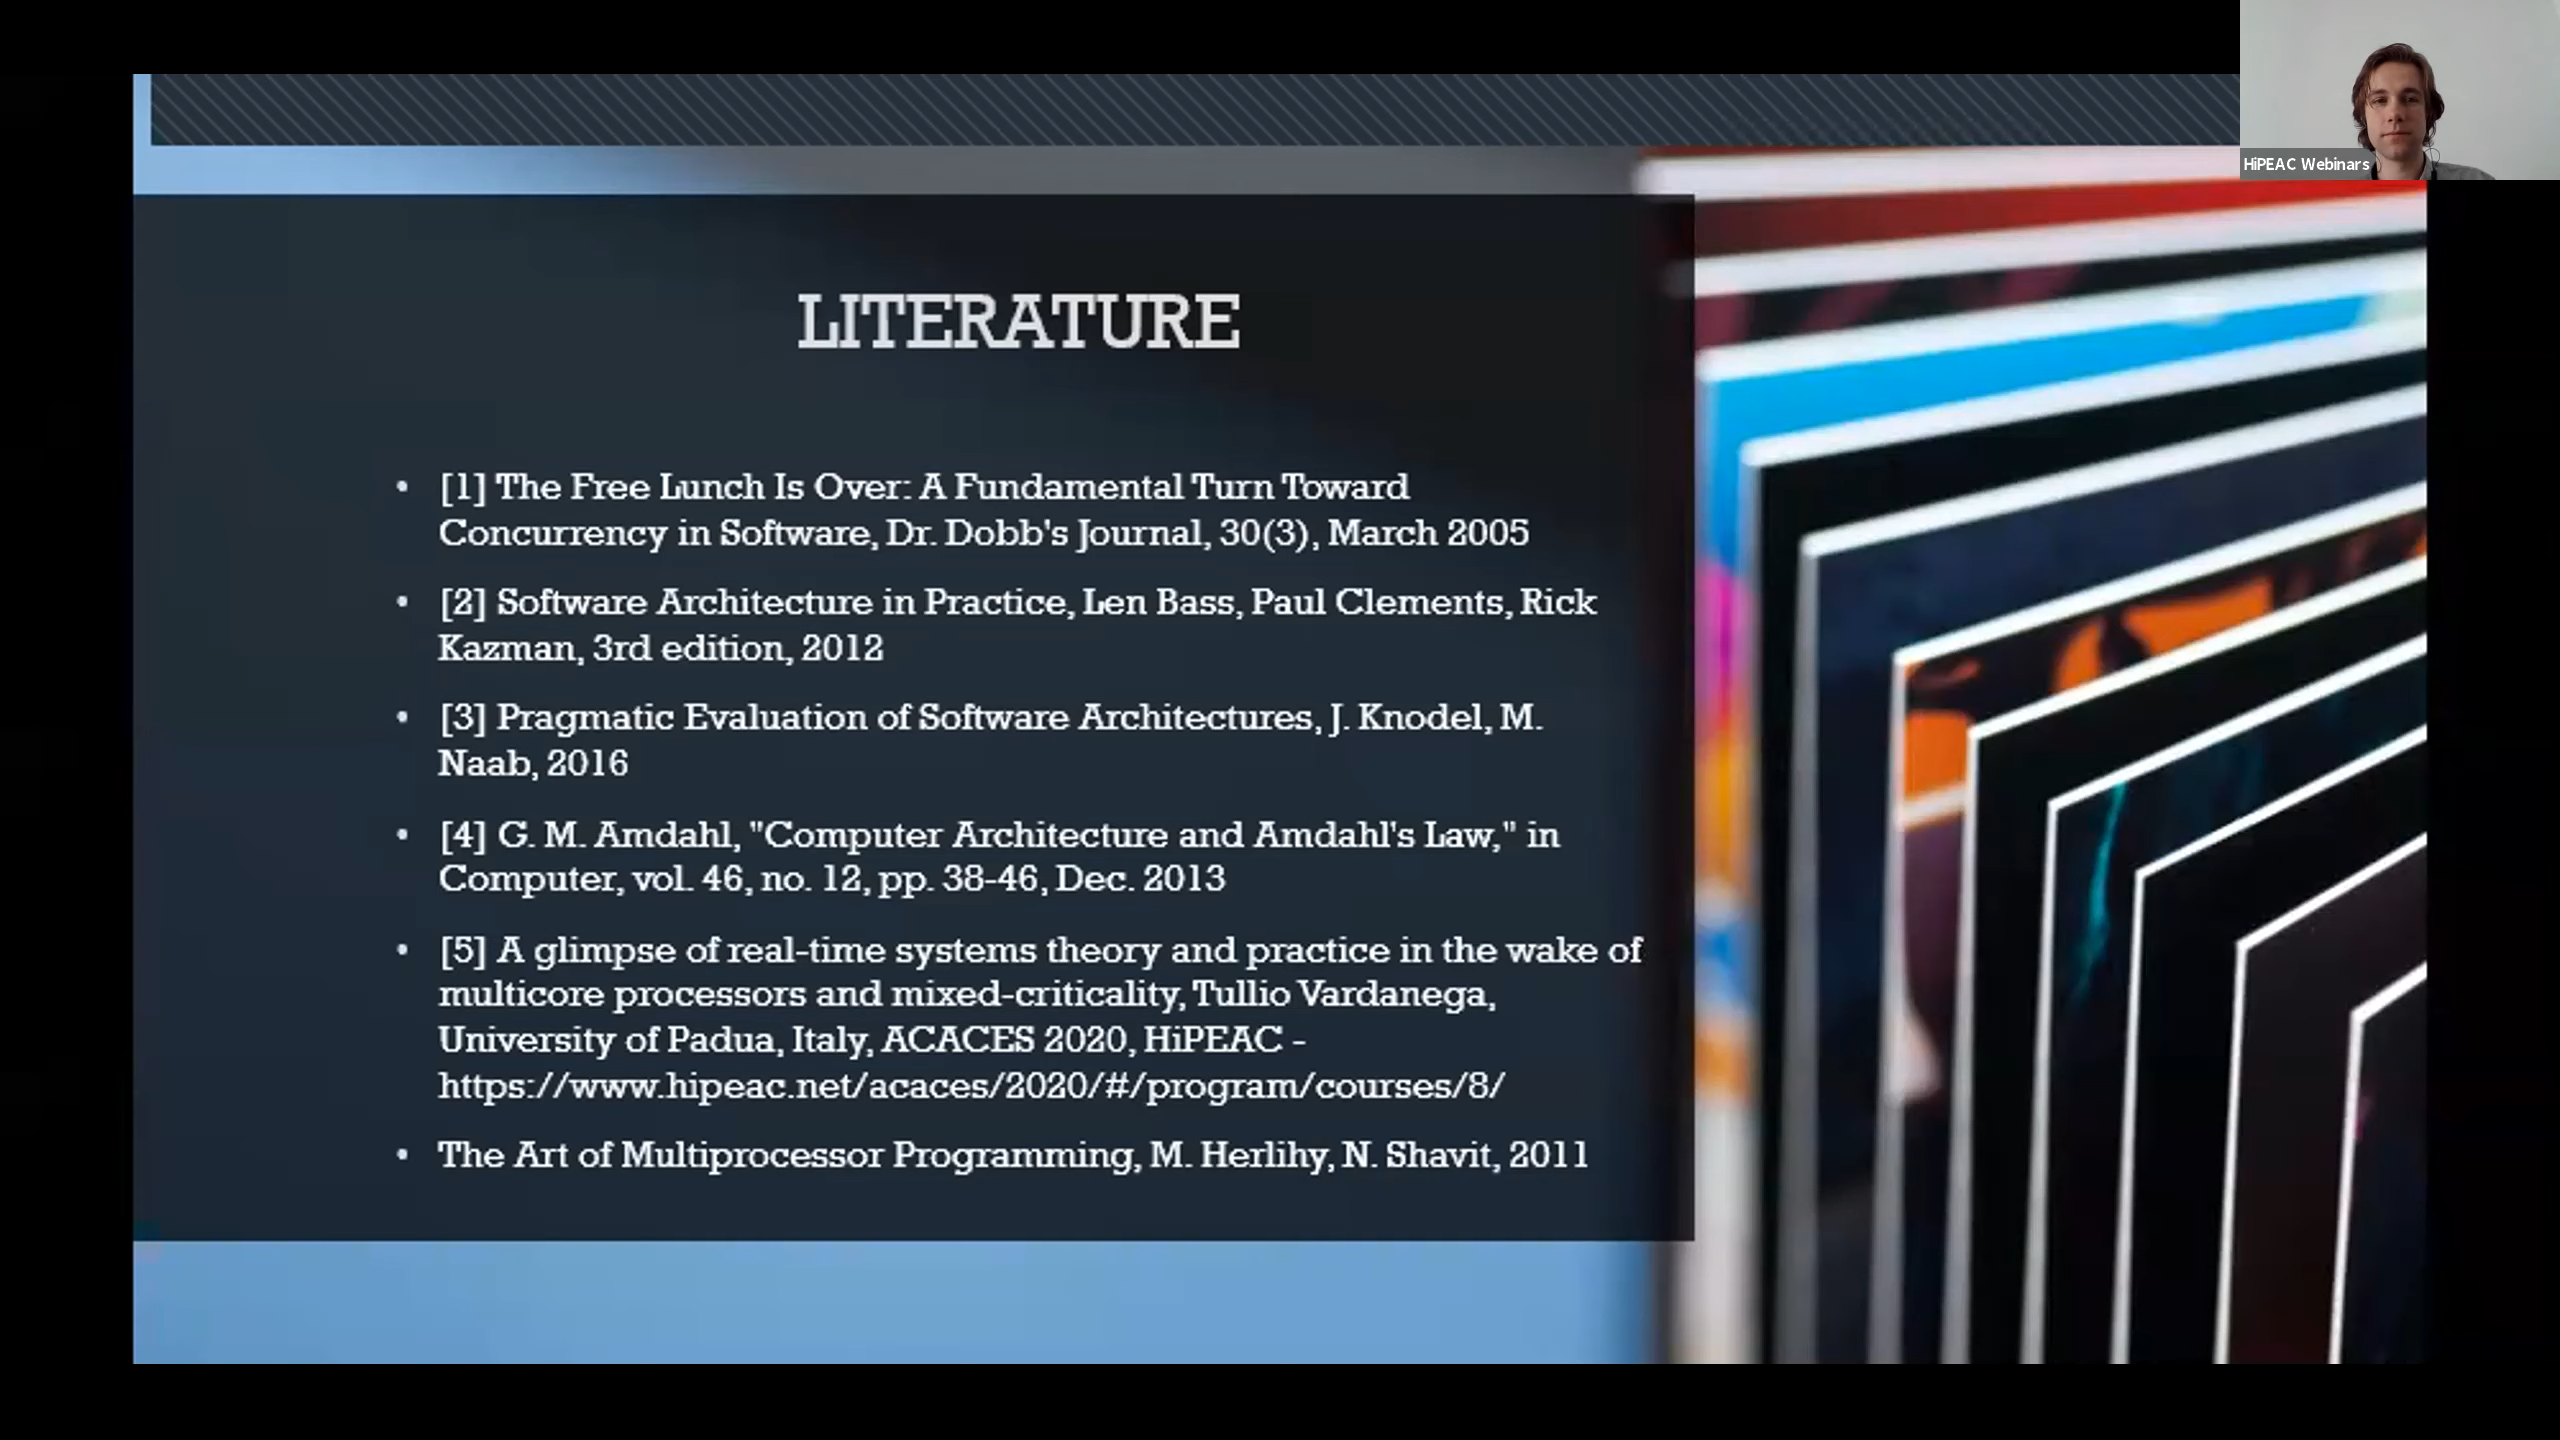 HiPEAC Webinars
LITERATURE
• [1] The Free Lunch Is Over: A Fundamental Turn Toward
Concurrency in Software, Dr. Dobb's Journal, 30(3), March 2005
• [2] Software Architecture in Practice, Len Bass, Paul Clements, Rick
Kazman, 3rd edition, 2012
• [3] Pragmatic Evaluation of Software Architectures, J. Knodel, M.
Naab, 2016
• [4] G. M. Amdahl, "Computer Architecture and Amdahl's Law," in
Computer, vol. 46, no. 12, pp. 38-46, Dec. 2013
• [5] A glimpse of real-time systems theory and practice in the wake of
multicore processors and mixed-criticality, Tullio Vardanega,
University of Padua, Italy, ACACES 2020, HiPEAC -
https://www.hipeac.net/acaces/2020/#/program/courses/8/
• The Art of Multiprocessor Programming, M. Herlihy, N. Shavit, 2011